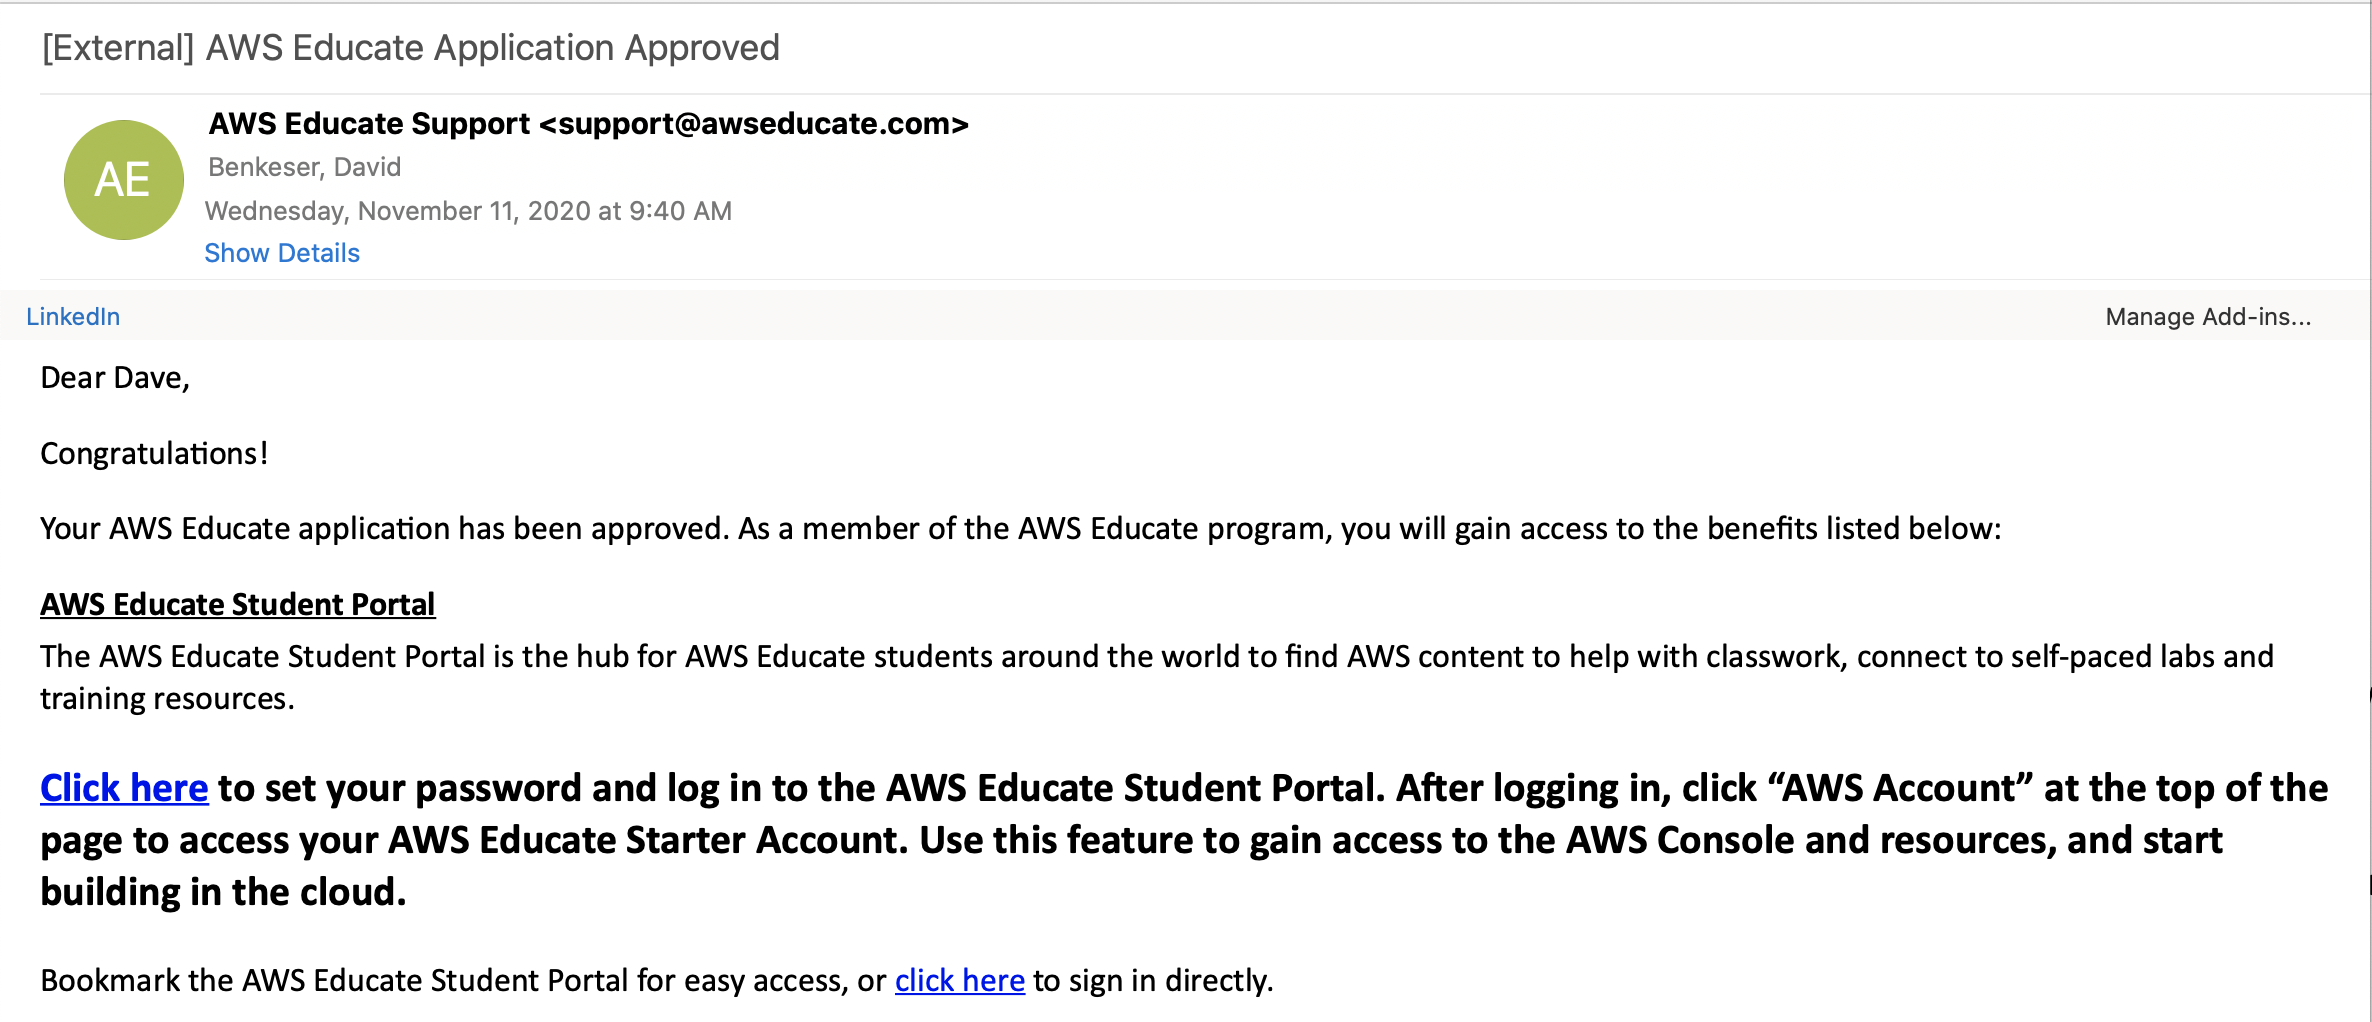 [External] AWS Educate Application Approved
AWS Educate Support <support@awseducate.com>
AE
Benkeser, David
Wednesday, November 11, 2020 at 9:40 AM
Show Details
LinkedIn Manage Add-ins...
Dear Dave,
Congratulations!
Your AWS Educate application has been approved. As a member of the AWS Educate program, you will gain access to the benefits listed below:
AWS Educate Student Portal
The AWS Educate Student Portal is the hub for AWS Educate students around the world to find AWS content to help with classwork, connect to self-paced labs and
training resources.
Click here to set your password and log in to the AWS Educate Student Portal. After logging in, click “AWS Account” at the top of the
page to access your AWS Educate Starter Account. Use this feature to gain access to the AWS Console and resources, and start
building in the cloud.
Bookmark the AWS Educate Student Portal for easy access, or click here to sign in directly.